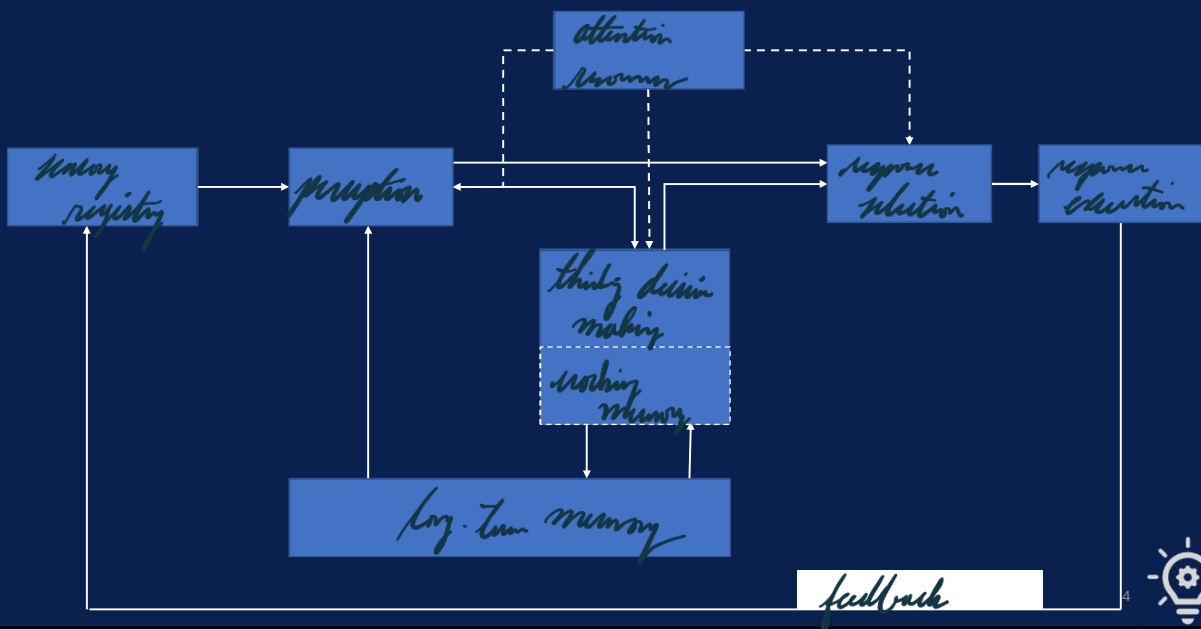 attention
resources
sensory
registry
perception
response
selection
response
execution
thinking decision
making
working
memory
long-term memory
feedback
4